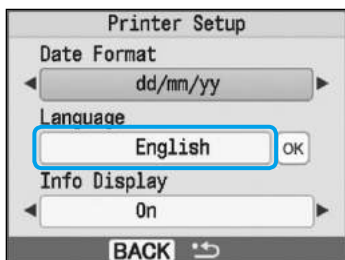 Printer Setup
Date Format
dd/mm/yy
Language
English OK
Info Display
On
BACK